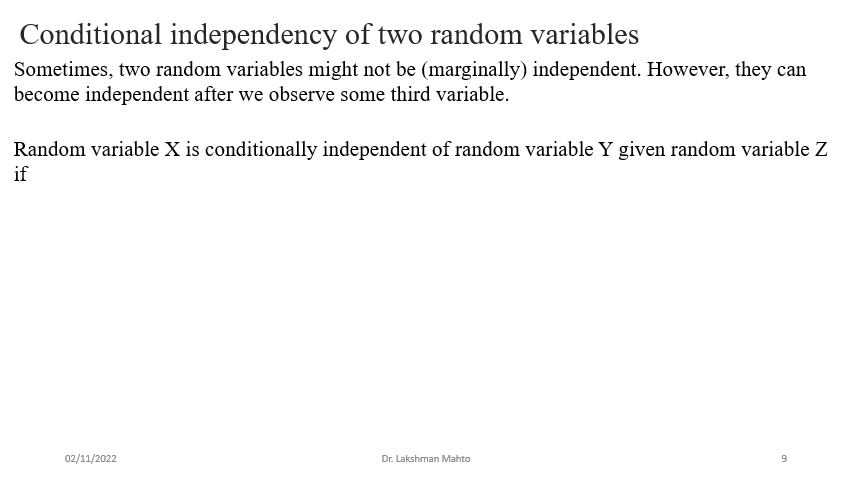 Conditional independency of two random variables
Sometimes, two random variables might not be (marginally) independent. However, they can
become independent after we observe some third variable.
Random variable X is conditionally independent of random variable Y given random variable Z
if
02/11/2022
Dr. Lakshman Mahto
9